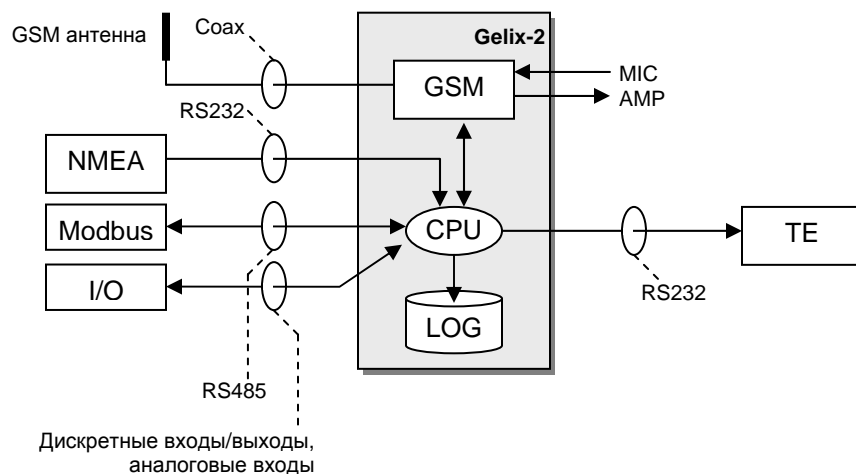 GSM антенна
Coax
Gelix-2
GSM
MIC
AMP
RS232
NMEA
Modbus
CPU
TE
I/O
RS232
LOG
RS485
Дискретные входы/выходы,
аналоговые входы